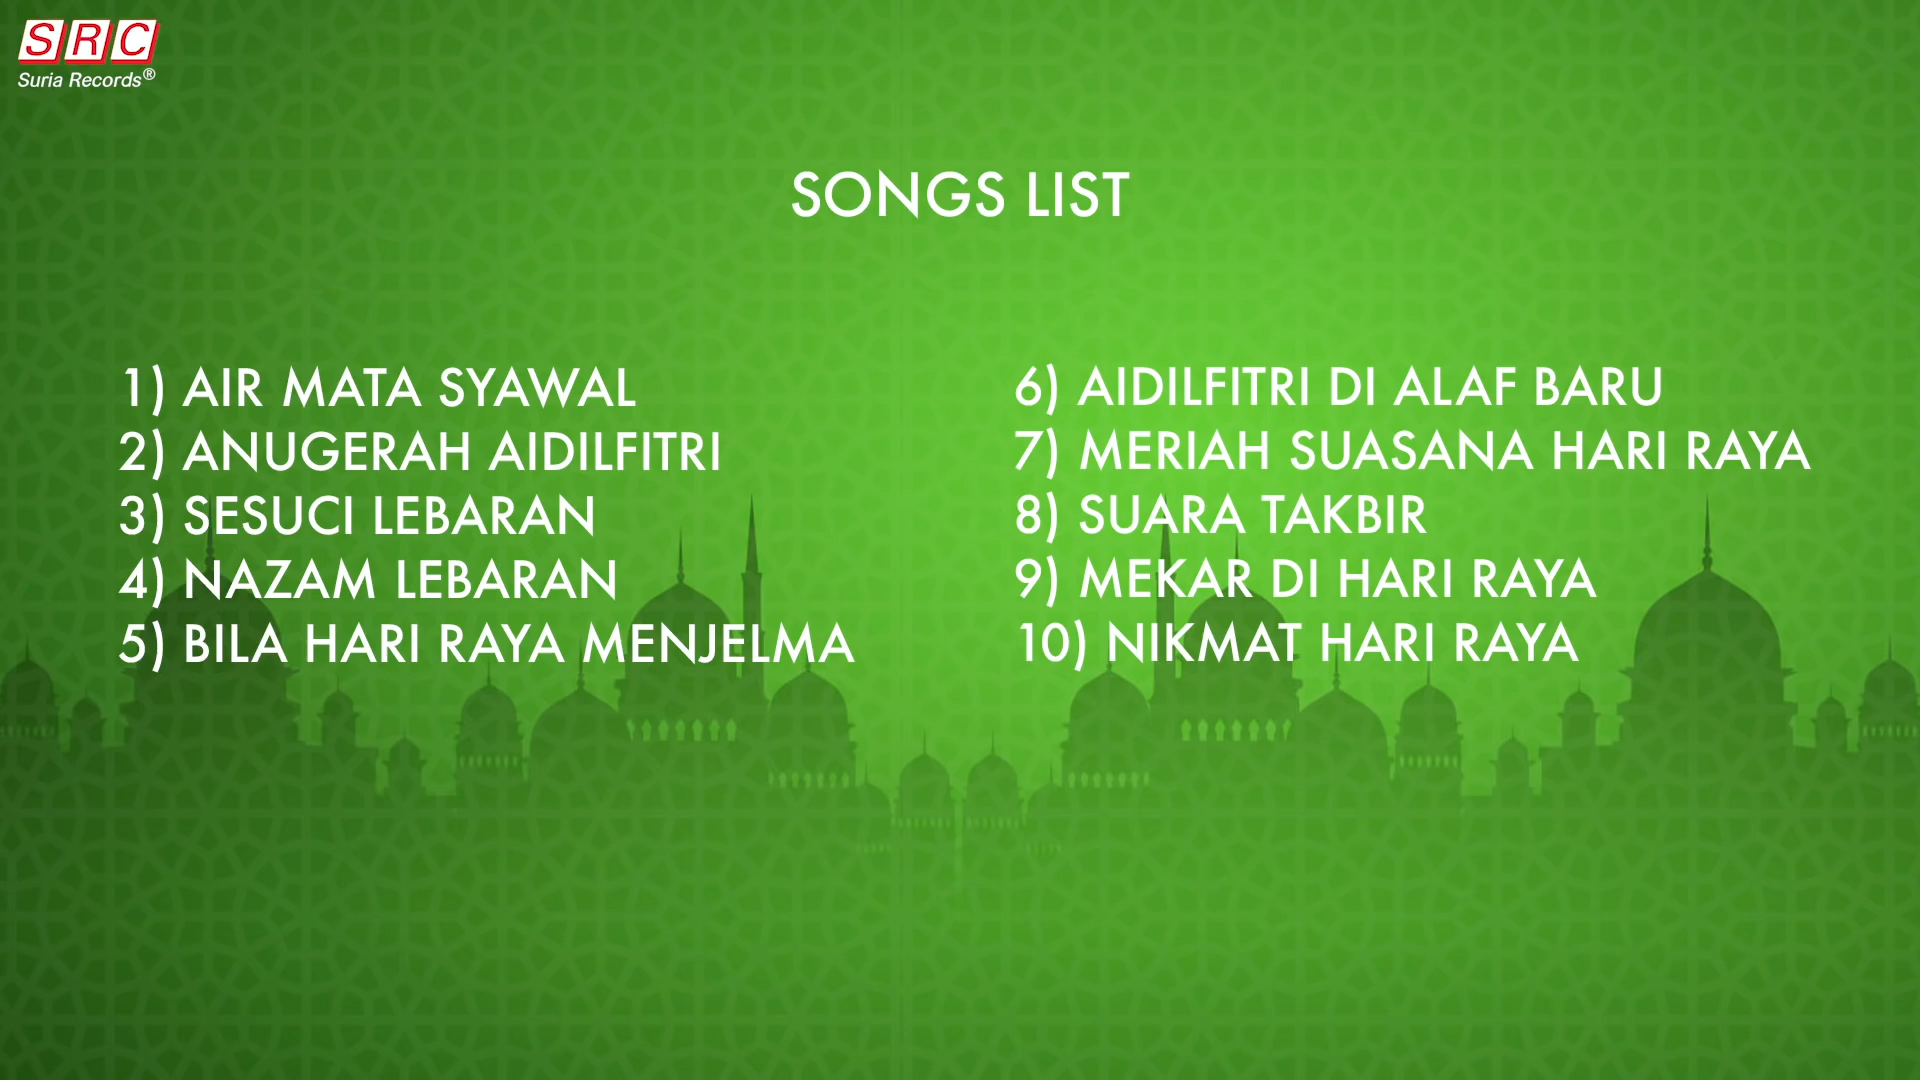 SRC
Suria Records®
SONGS LIST
1) AIR MATA SYAWAL
2) ANUGERAH AIDILFITRI
3) SESUCI LEBARAN
4) NAZAM LEBARAN
5) BILA HARI RAYA MENJELMA
6) AIDILFITRI DI ALAF BARU
7) MERIAH SUASANA HARI RAYA
8) SUARA TAKBIR
9) MEKAR DI HARI RAYA
10) NIKMAT HARI RAYA